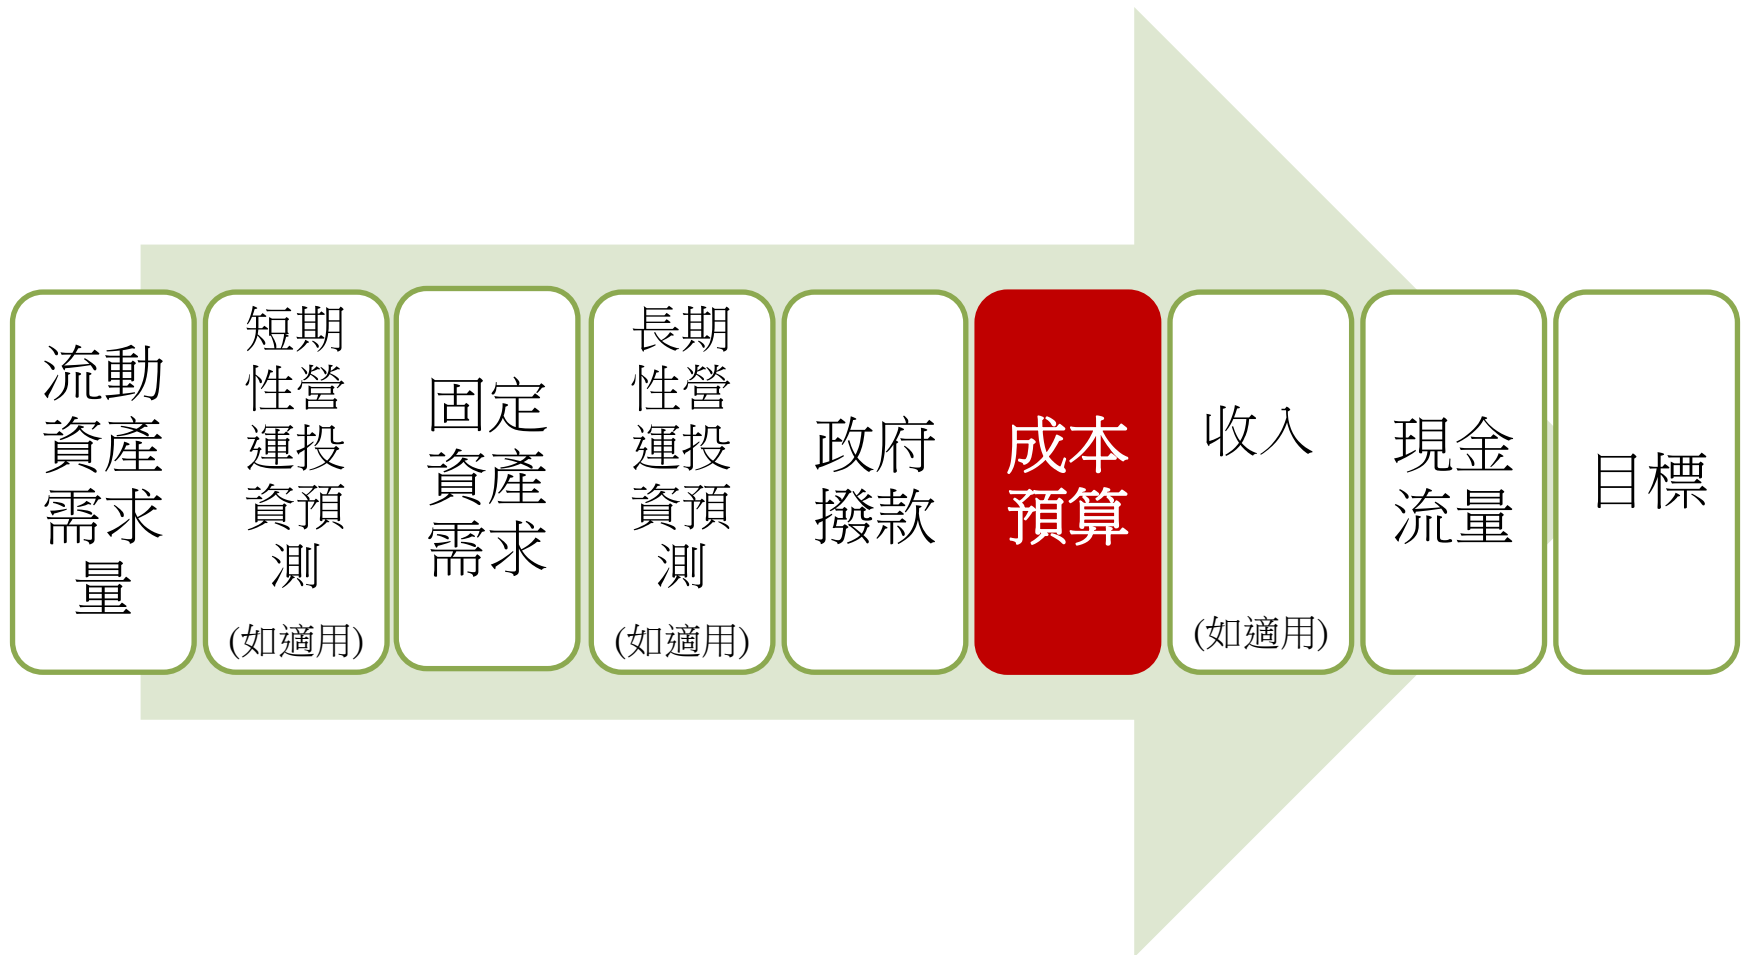 流動
資產
需求
量
短期
性營
運投
資預
測
(如適用)
固定
資產
需求
長期
性營
運投
資預
測
(如適用)
政府
撥款
成本
預算
收入
(如適用)
現金
流量
目標